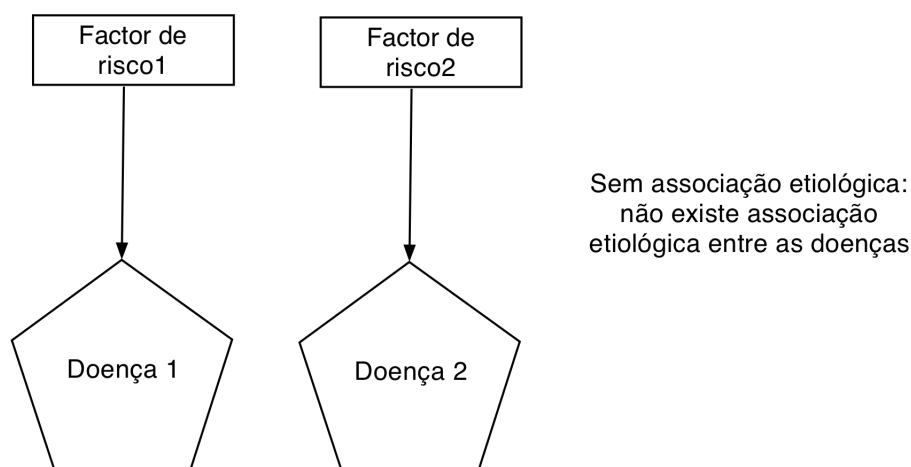 Factor de
risco1
Factor de
risco2
Sem associação etiológica:
não existe associação
etiológica entre as doenças
Doença 1
Doença 2